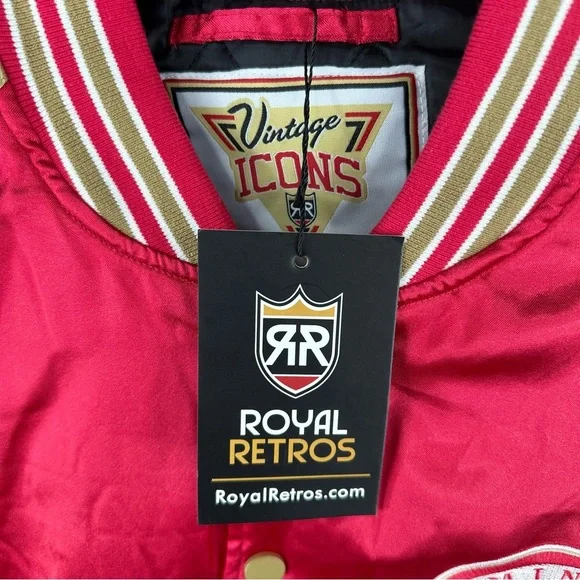 Vintage
ICONS
RR
RR
ROYAL
RETROS
RoyalRetros.com